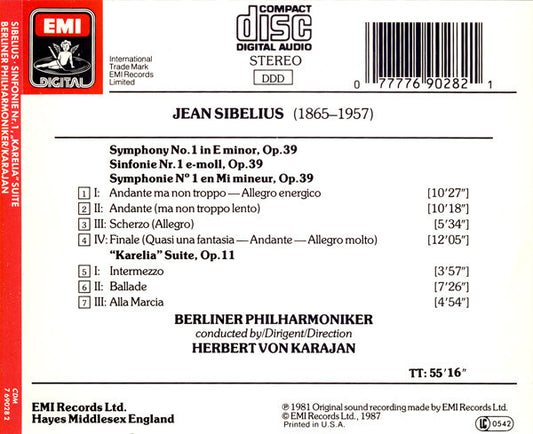 SIBELIUS · SINFONIE Nr. 1, „KARELIA" SUITE
BERLINER PHILHARMONIKER/KARAJAN
CDM
7 69028 2
EMI
DIGITAL
International
Trade Mark
EMI Records
Limited
COMPACT
disc
DIGITAL AUDIO
STEREO
DDD
0 77776 90282 1
JEAN SIBELIUS (1865–1957)
Symphony No. 1 in E minor, Op. 39
Sinfonie Nr. 1 e-moll, Op. 39
Symphonie Nº 1 en Mi mineur, Op. 39
1 I: Andante ma non troppo — Allegro energico [10'27"]
2 II: Andante (ma non troppo lento) [10'18"]
3 III: Scherzo (Allegro) [5'34"]
4 IV: Finale (Quasi una fantasia — Andante — Allegro molto) [12'05"]
"Karelia" Suite, Op. 11
5 I: Intermezzo [3'57"]
6 II: Ballade [7'26"]
7 III: Alla Marcia [4'54"]
BERLINER PHILHARMONIKER
conducted by/Dirigent/Direction
HERBERT VON KARAJAN
TT: 55'16"
EMI Records Ltd.
Hayes Middlesex England
℗ 1981 Original sound recording made by EMI Records Ltd.
© EMI Records Ltd., 1987
Printed in U.S.A.
LC 0542